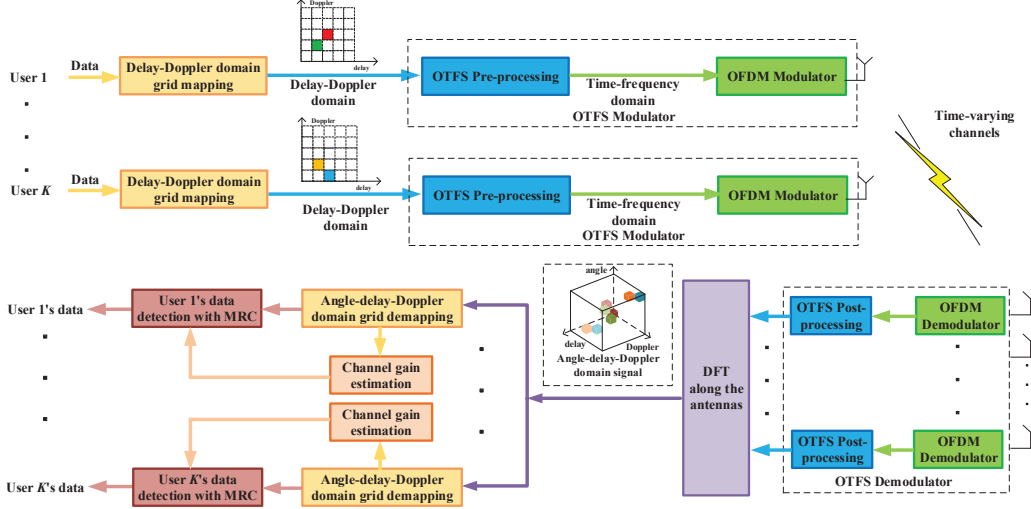 User 1
Data
Delay-Doppler domain
grid mapping
delay
Delay-Doppler
domain
OTFS Pre-processing
Time-frequency
domain
OTFS Modulator
OFDM Modulator
Time-varying
channels
User K
Data
Delay-Doppler domain
grid mapping
delay
Delay-Doppler
domain
OTFS Pre-processing
Time-frequency
domain
OTFS Modulator
OFDM Modulator
User 1's data
User 1's data
detection with MRC
Angle-delay-Doppler
domain grid demapping
Channel gain
estimation
Channel gain
estimation
User K's data
User K's data
detection with MRC
Angle-delay-Doppler
domain grid demapping
angle
delay
Doppler
Angle-delay-Doppler
domain signal
DFT
along the
antennas
OTFS Post-
processing
OFDM
Demodulator
OTFS Post-
processing
OFDM
Demodulator
OTFS Demodulator